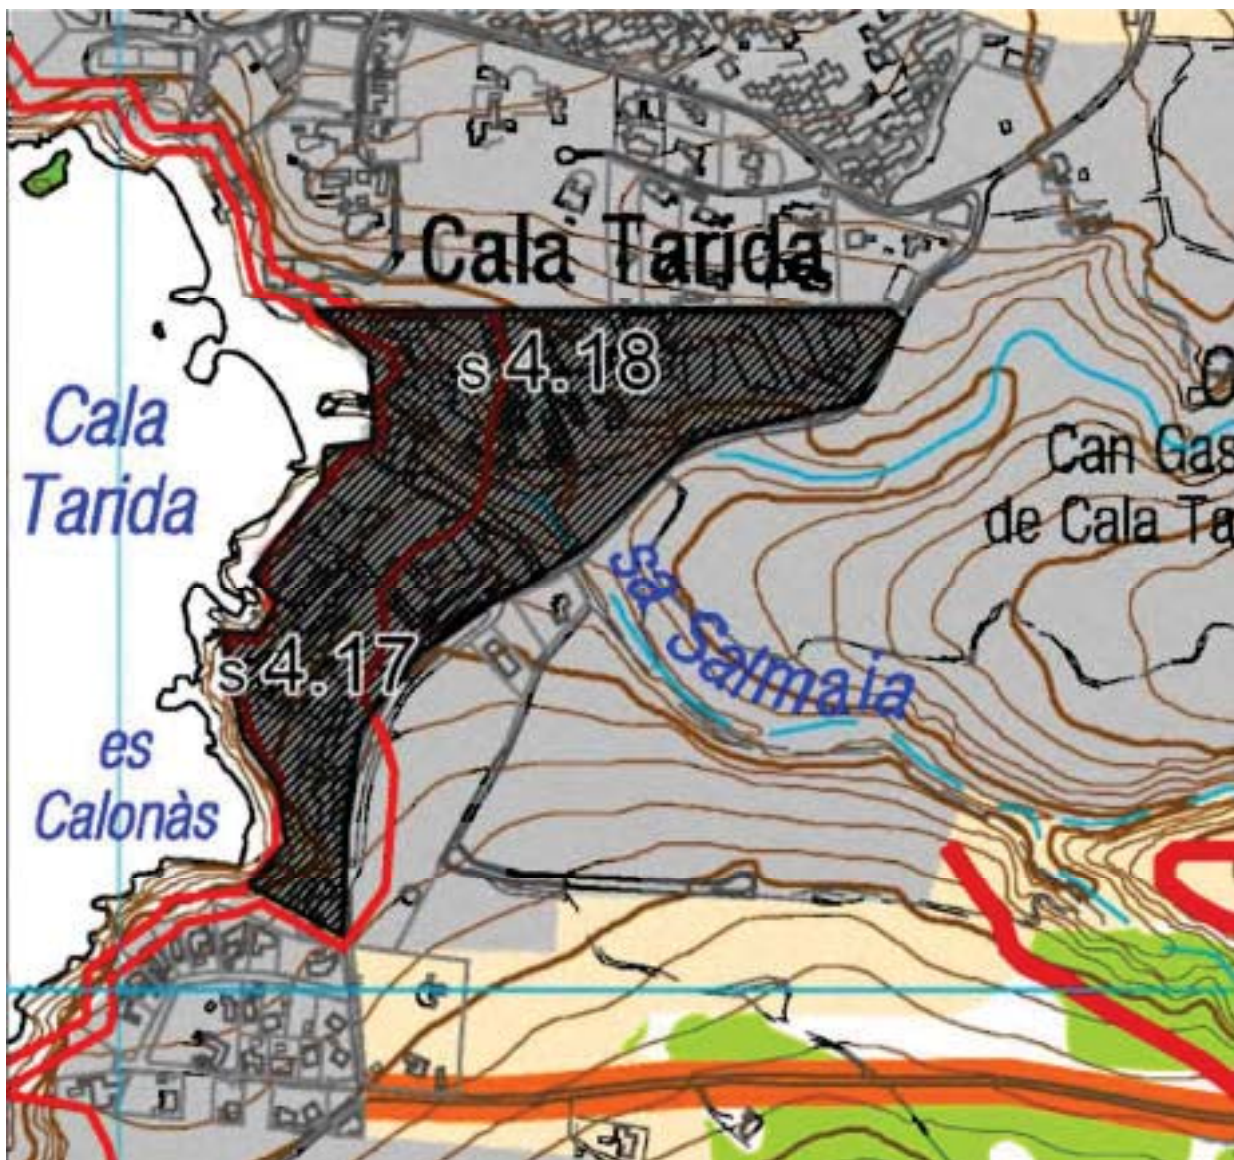 Cala Tarida
s 4.18
Cala
Tarida
Can Gas
de Cala Ta
sa Salmaia
s 4.17
es
Calonàs